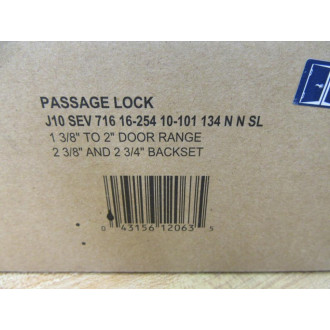 PASSAGE LOCK
J10 SEV 716 16-254 10-101 134 N N SL
1 3/8" TO 2" DOOR RANGE
2 3/8" AND 2 3/4" BACKSET
0 43156 12063 5